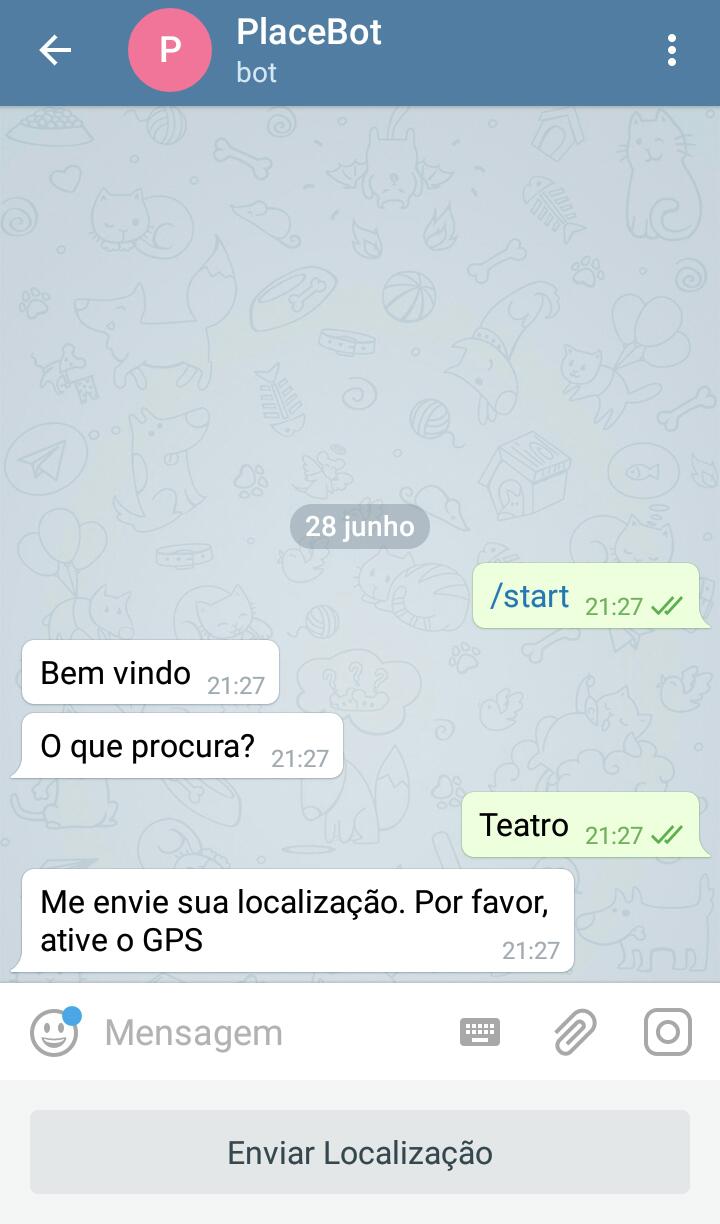 P
PlaceBot
bot
28 junho
/start 21:27
Bem vindo 21:27
O que procura? 21:27
Teatro 21:27
Me envie sua localização. Por favor,
ative o GPS 21:27
Mensagem
Enviar Localização